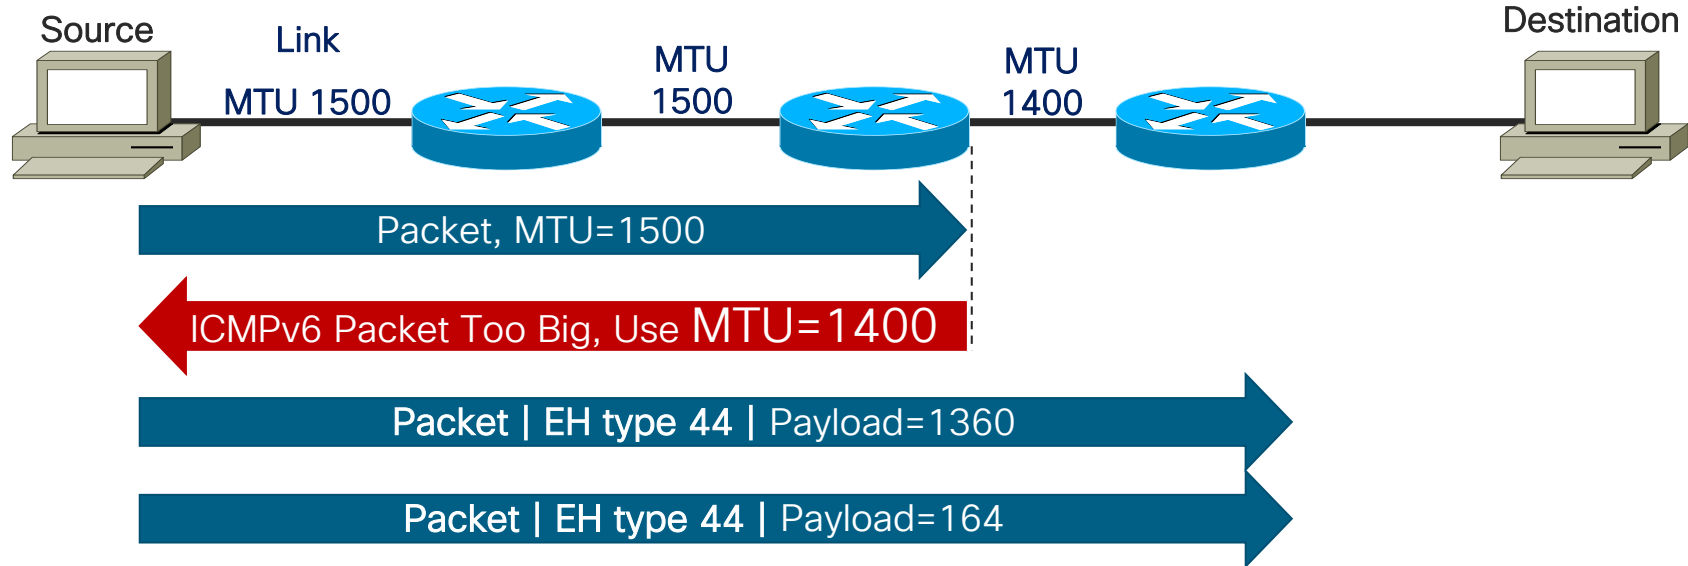 Source
Destination
Link
MTU 1500
MTU
1500
MTU
1400
Packet, MTU=1500
ICMPv6 Packet Too Big, Use MTU=1400
Packet | EH type 44 | Payload=1360
Packet | EH type 44 | Payload=164